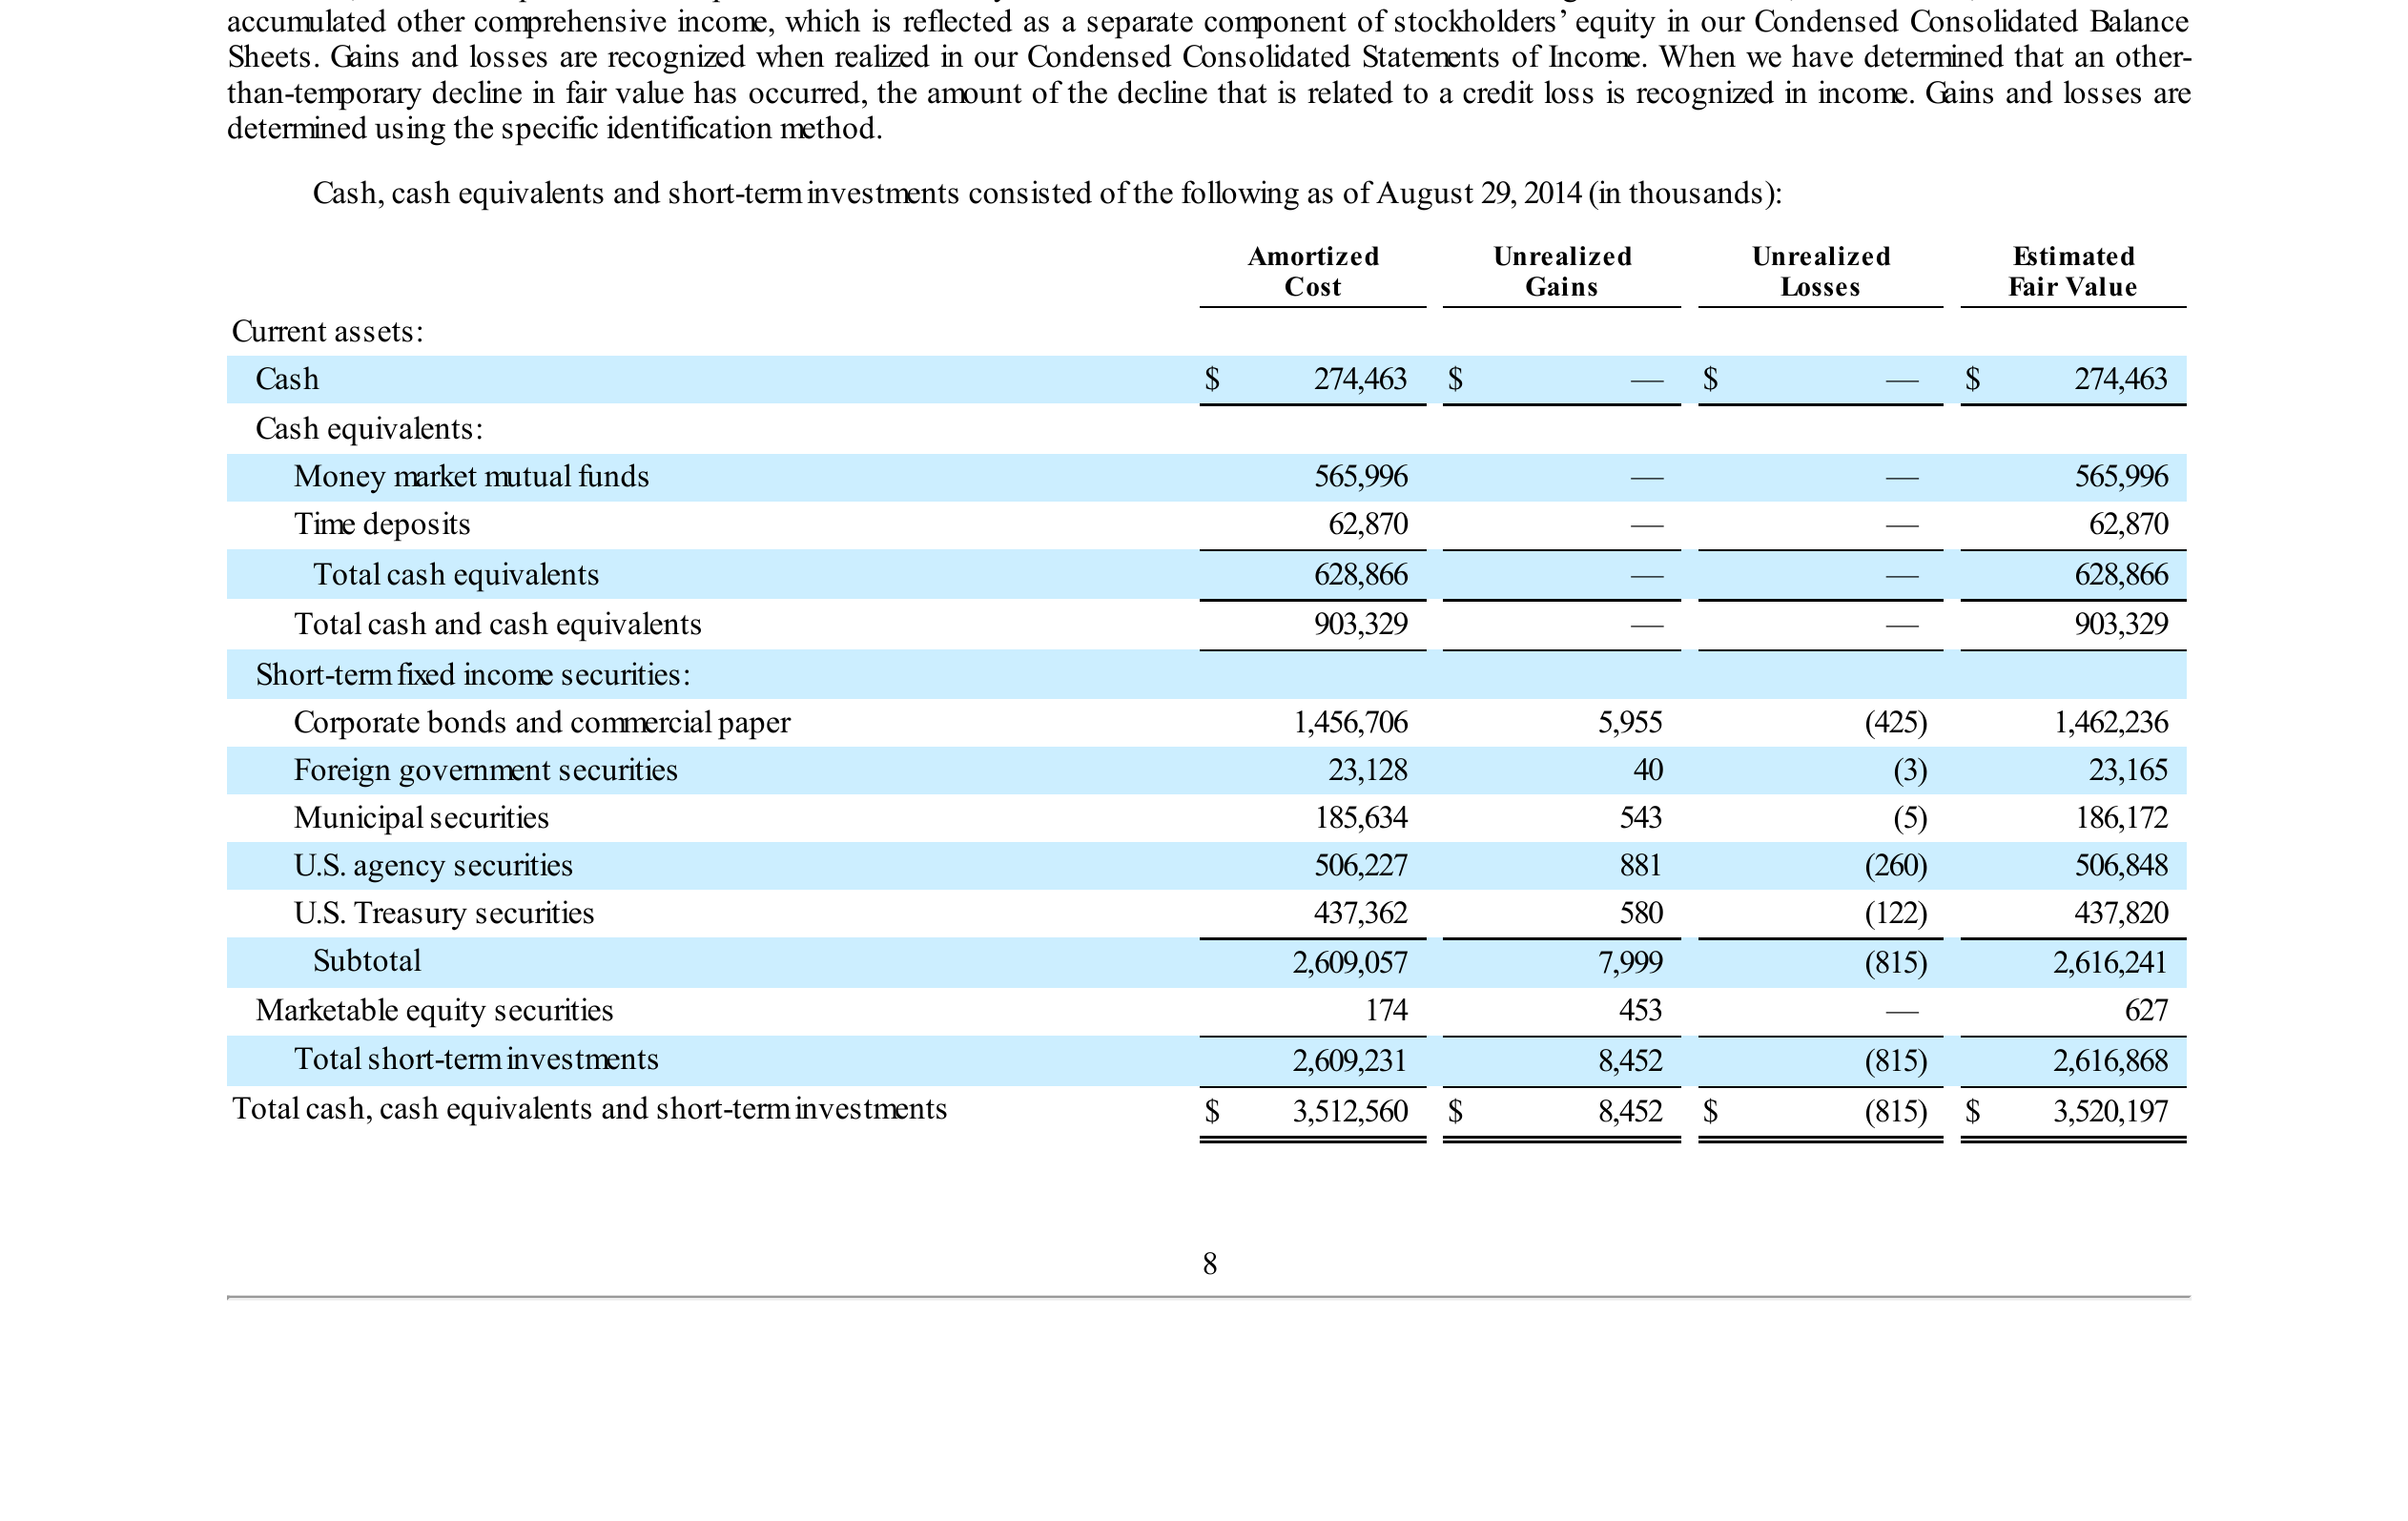 accumulated other comprehensive income, which is reflected as a separate component of stockholders’ equity in our Condensed Consolidated Balance
Sheets. Gains and losses are recognized when realized in our Condensed Consolidated Statements of Income. When we have determined that an other-
than-temporary decline in fair value has occurred, the amount of the decline that is related to a credit loss is recognized in income. Gains and losses are
determined using the specific identification method.
Cash, cash equivalents and short-term investments consisted of the following as of August 29, 2014 (in thousands):
Amortized Cost Unrealized Gains Unrealized Losses Estimated Fair Value
Current assets:
Cash $ 274,463 $ — $ — $ 274,463
Cash equivalents:
Money market mutual funds 565,996 — — 565,996
Time deposits 62,870 — — 62,870
Total cash equivalents 628,866 — — 628,866
Total cash and cash equivalents 903,329 — — 903,329
Short-term fixed income securities:
Corporate bonds and commercial paper 1,456,706 5,955 (425) 1,462,236
Foreign government securities 23,128 40 (3) 23,165
Municipal securities 185,634 543 (5) 186,172
U.S. agency securities 506,227 881 (260) 506,848
U.S. Treasury securities 437,362 580 (122) 437,820
Subtotal 2,609,057 7,999 (815) 2,616,241
Marketable equity securities 174 453 — 627
Total short-term investments 2,609,231 8,452 (815) 2,616,868
Total cash, cash equivalents and short-term investments $ 3,512,560 $ 8,452 $ (815) $ 3,520,197
8